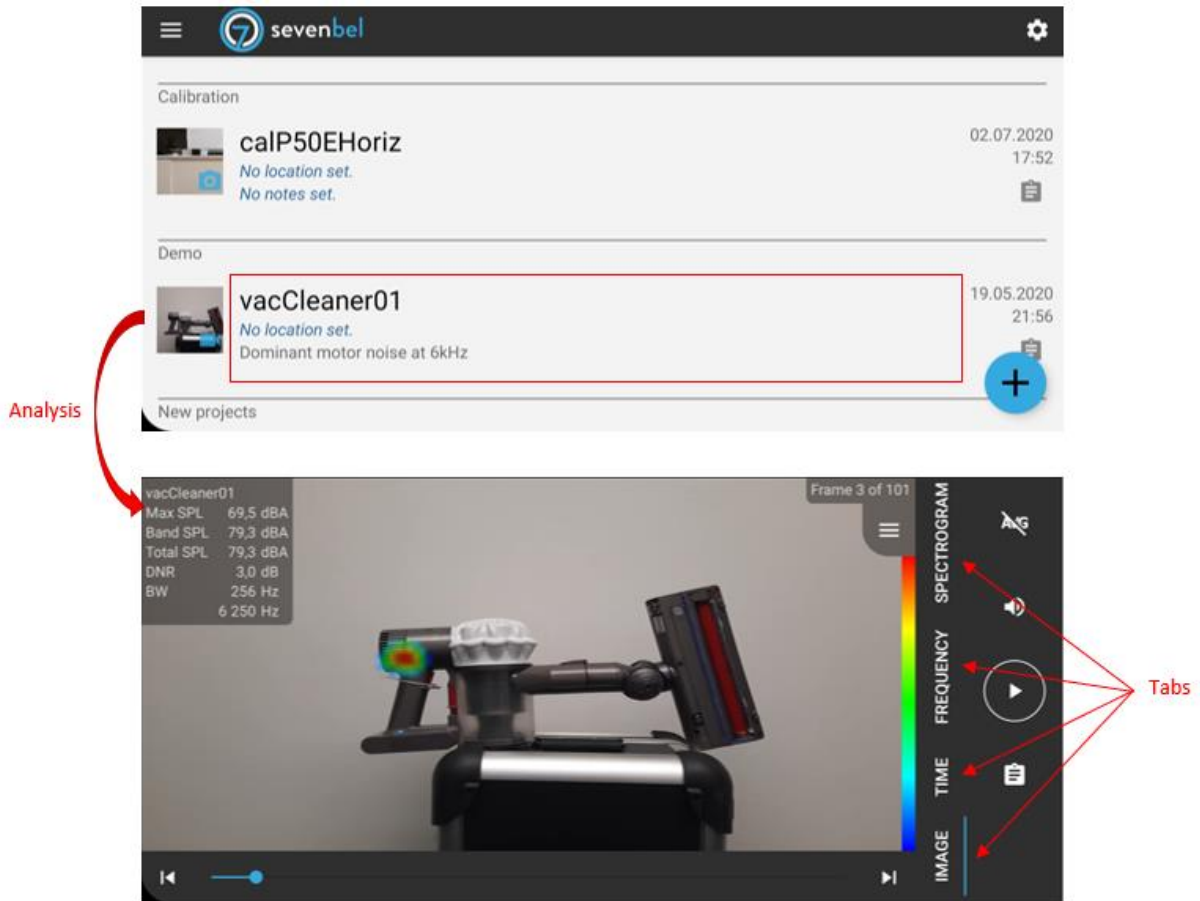 sevenbel
Calibration
calP50EHoriz
No location set.
No notes set.
02.07.2020
17:52
Demo
vacCleaner01
No location set.
Dominant motor noise at 6kHz
19.05.2020
21:56
New projects
Analysis
vacCleaner01
Max SPL 69,5 dBA
Band SPL 79,3 dBA
Total SPL 79,3 dBA
DNR 3,0 dB
BW 256 Hz
6 250 Hz
Frame 3 of 101
SPECTROGRAM
FREQUENCY
TIME
IMAGE
AVG
Tabs